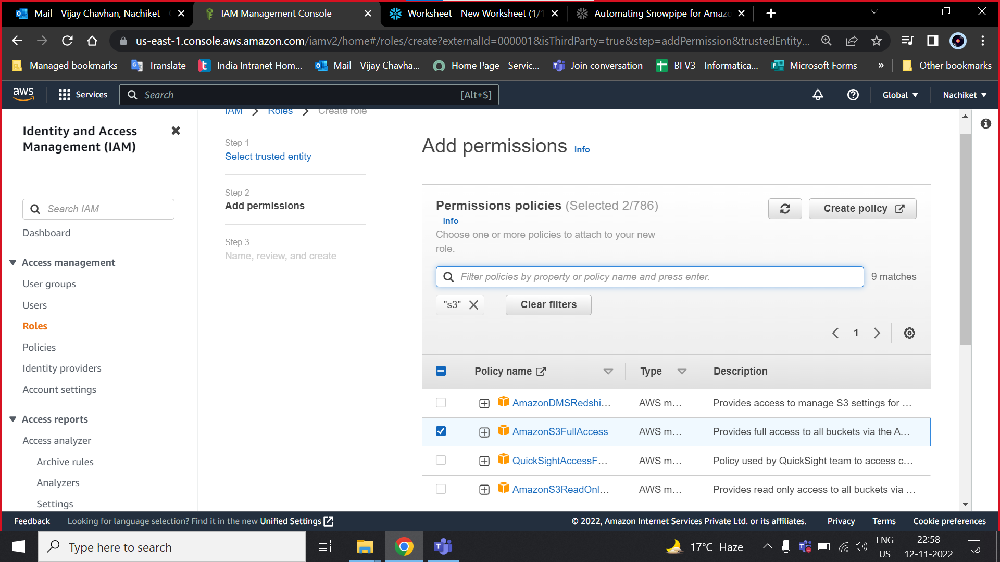 Mail - Vijay Chavhan, Nachiket -
IAM Management Console
Worksheet - New Worksheet (1/1
Automating Snowpipe for Amazo
us-east-1.console.aws.amazon.com/iamv2/home#/roles/create?externalId=000001&isThirdParty=true&step=addPermission&trustedEntity...
Managed bookmarks
Translate
India Intranet Hom...
Mail - Vijay Chavha...
Home Page - Servic...
Join conversation
BI V3 - Informatica...
Microsoft Forms
»
Other bookmarks
aws
Services
Search
[Alt+S]
Global
Nachiket
IAM > Roles > Create role
Identity and Access
Management (IAM)
Search IAM
Dashboard
Access management
User groups
Users
Roles
Policies
Identity providers
Account settings
Access reports
Access analyzer
Archive rules
Analyzers
Settings
Step 1
Select trusted entity
Step 2
Add permissions
Step 3
Name, review, and create
Add permissions Info
Permissions policies (Selected 2/786)
Info
Choose one or more policies to attach to your new
role.
Create policy
Filter policies by property or policy name and press enter.
9 matches
"s3"
Clear filters
1
Policy name
Type
Description
AmazonDMSRedshi... AWS m... Provides access to manage S3 settings for ...
AmazonS3FullAccess AWS m... Provides full access to all buckets via the A...
QuickSightAccessF... AWS m... Policy used by QuickSight team to access c...
AmazonS3ReadOnl... AWS m... Provides read only access to all buckets via ...
Feedback
Looking for language selection? Find it in the new Unified Settings
© 2022, Amazon Internet Services Private Ltd. or its affiliates.
Privacy
Terms
Cookie preferences
Type here to search
17°C Haze
ENG
US
22:58
12-11-2022